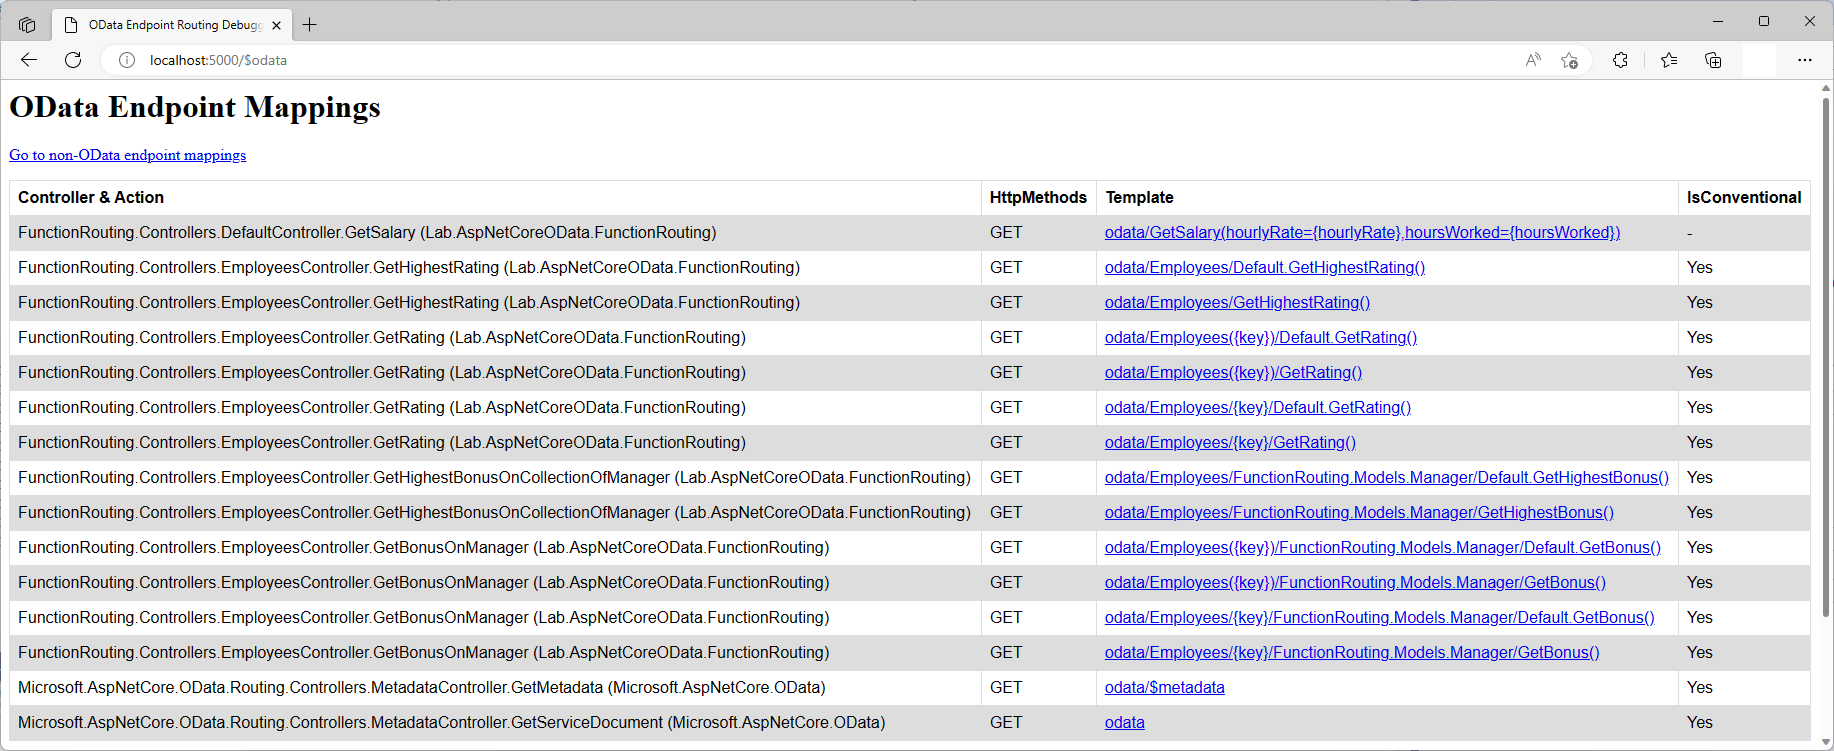 OData Endpoint Routing Debugg
localhost:5000/$odata
OData Endpoint Mappings
Go to non-OData endpoint mappings
Controller & Action HttpMethods Template IsConventional
FunctionRouting.Controllers.DefaultController.GetSalary (Lab.AspNetCoreOData.FunctionRouting) GET odata/GetSalary(hourlyRate={hourlyRate},hoursWorked={hoursWorked}) -
FunctionRouting.Controllers.EmployeesController.GetHighestRating (Lab.AspNetCoreOData.FunctionRouting) GET odata/Employees/Default.GetHighestRating() Yes
FunctionRouting.Controllers.EmployeesController.GetHighestRating (Lab.AspNetCoreOData.FunctionRouting) GET odata/Employees/GetHighestRating() Yes
FunctionRouting.Controllers.EmployeesController.GetRating (Lab.AspNetCoreOData.FunctionRouting) GET odata/Employees({key})/Default.GetRating() Yes
FunctionRouting.Controllers.EmployeesController.GetRating (Lab.AspNetCoreOData.FunctionRouting) GET odata/Employees({key})/GetRating() Yes
FunctionRouting.Controllers.EmployeesController.GetRating (Lab.AspNetCoreOData.FunctionRouting) GET odata/Employees/{key}/Default.GetRating() Yes
FunctionRouting.Controllers.EmployeesController.GetRating (Lab.AspNetCoreOData.FunctionRouting) GET odata/Employees/{key}/GetRating() Yes
FunctionRouting.Controllers.EmployeesController.GetHighestBonusOnCollectionOfManager (Lab.AspNetCoreOData.FunctionRouting) GET odata/Employees/FunctionRouting.Models.Manager/Default.GetHighestBonus() Yes
FunctionRouting.Controllers.EmployeesController.GetHighestBonusOnCollectionOfManager (Lab.AspNetCoreOData.FunctionRouting) GET odata/Employees/FunctionRouting.Models.Manager/GetHighestBonus() Yes
FunctionRouting.Controllers.EmployeesController.GetBonusOnManager (Lab.AspNetCoreOData.FunctionRouting) GET odata/Employees({key})/FunctionRouting.Models.Manager/Default.GetBonus() Yes
FunctionRouting.Controllers.EmployeesController.GetBonusOnManager (Lab.AspNetCoreOData.FunctionRouting) GET odata/Employees({key})/FunctionRouting.Models.Manager/GetBonus() Yes
FunctionRouting.Controllers.EmployeesController.GetBonusOnManager (Lab.AspNetCoreOData.FunctionRouting) GET odata/Employees/{key}/FunctionRouting.Models.Manager/Default.GetBonus() Yes
FunctionRouting.Controllers.EmployeesController.GetBonusOnManager (Lab.AspNetCoreOData.FunctionRouting) GET odata/Employees/{key}/FunctionRouting.Models.Manager/GetBonus() Yes
Microsoft.AspNetCore.OData.Routing.Controllers.MetadataController.GetMetadata (Microsoft.AspNetCore.OData) GET odata/$metadata Yes
Microsoft.AspNetCore.OData.Routing.Controllers.MetadataController.GetServiceDocument (Microsoft.AspNetCore.OData) GET odata Yes